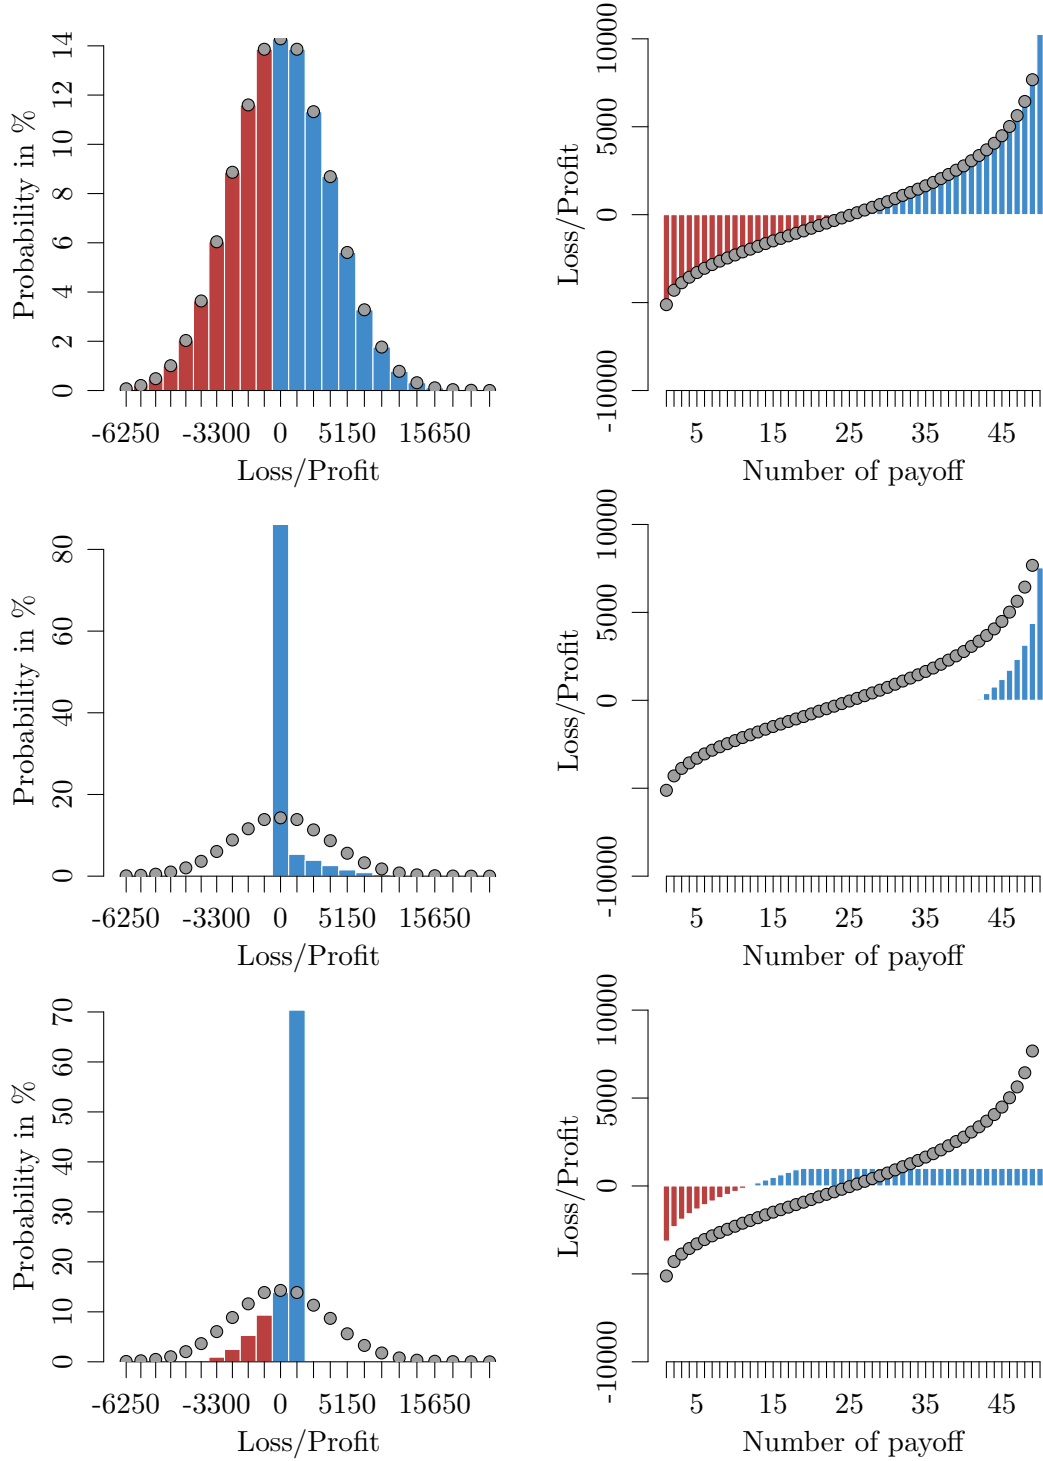 Probability in %
0 2 4 6 8 10 12 14
-6250 -3300 0 5150 15650
Loss/Profit
Loss/Profit
-10000 0 5000 10000
5 15 25 35 45
Number of payoff
Probability in %
0 20 40 60 80
-6250 -3300 0 5150 15650
Loss/Profit
Loss/Profit
-10000 0 5000 10000
5 15 25 35 45
Number of payoff
Probability in %
0 10 20 30 40 50 60 70
-6250 -3300 0 5150 15650
Loss/Profit
Loss/Profit
-10000 0 5000 10000
5 15 25 35 45
Number of payoff